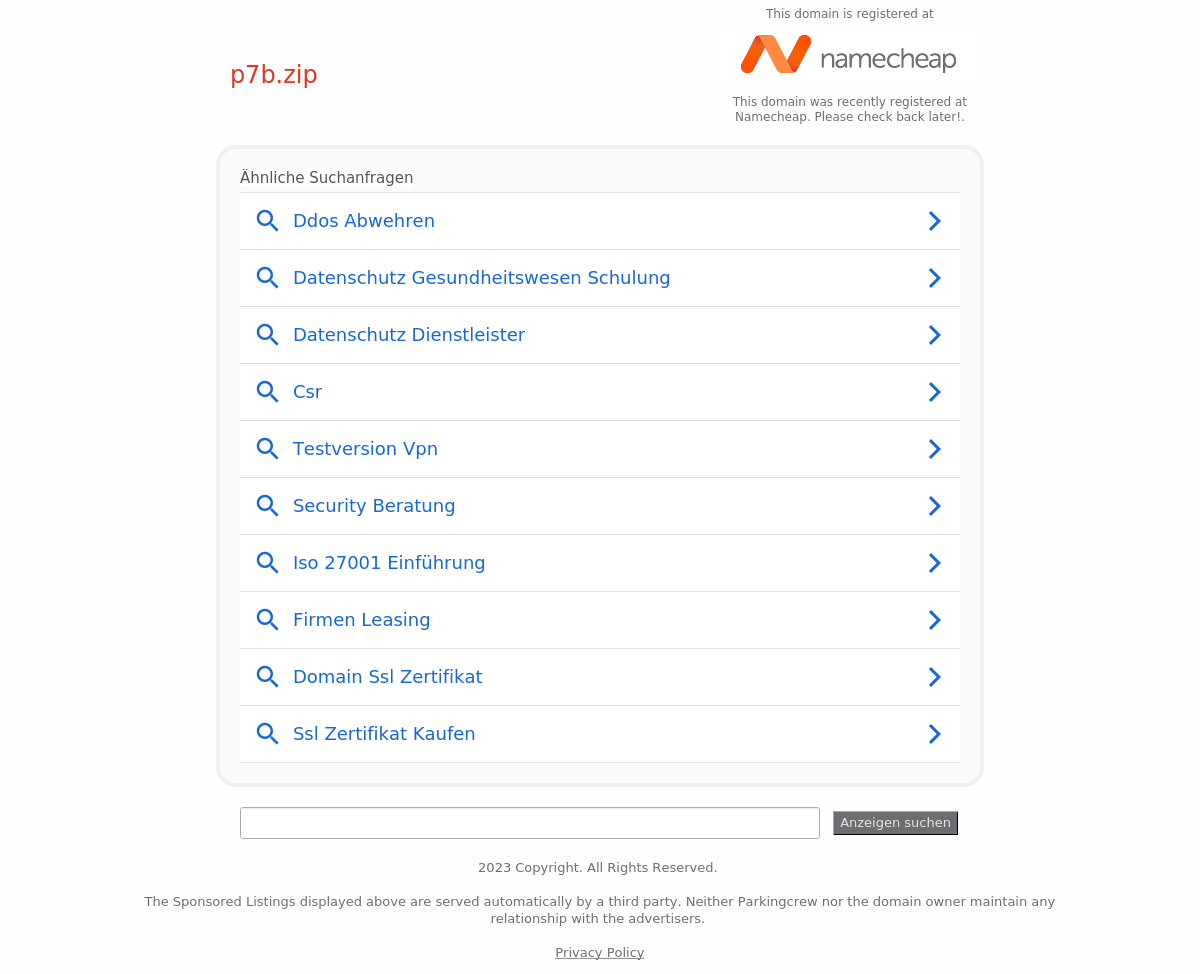 This domain is registered at
namecheap
p7b.zip
This domain was recently registered at
Namecheap. Please check back later!.
Ähnliche Suchanfragen
Ddos Abwehren
Datenschutz Gesundheitswesen Schulung
Datenschutz Dienstleister
Csr
Testversion Vpn
Security Beratung
Iso 27001 Einführung
Firmen Leasing
Domain Ssl Zertifikat
Ssl Zertifikat Kaufen
Anzeigen suchen
2023 Copyright. All Rights Reserved.
The Sponsored Listings displayed above are served automatically by a third party. Neither Parkingcrew nor the domain owner maintain any
relationship with the advertisers.
Privacy Policy